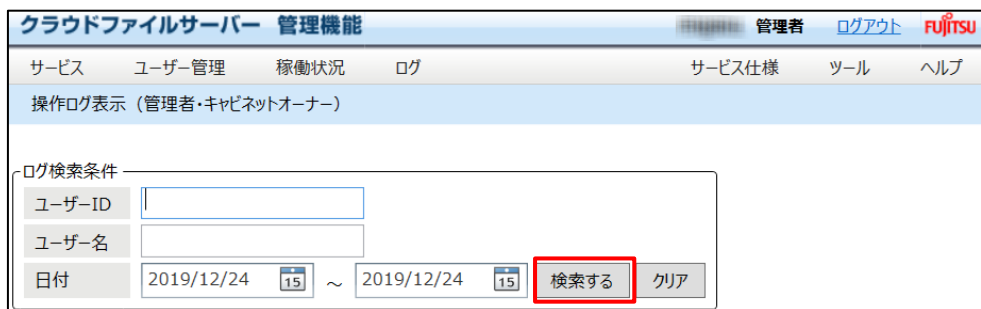 クラウドファイルサーバー 管理機能 管理者 ログアウト FUJITSU
サービス ユーザー管理 稼働状況 ログ サービス仕様 ツール ヘルプ
操作ログ表示（管理者・キャビネットオーナー）
ログ検索条件
ユーザーID
ユーザー名
日付 2019/12/24 15 ～ 2019/12/24 15 検索する クリア